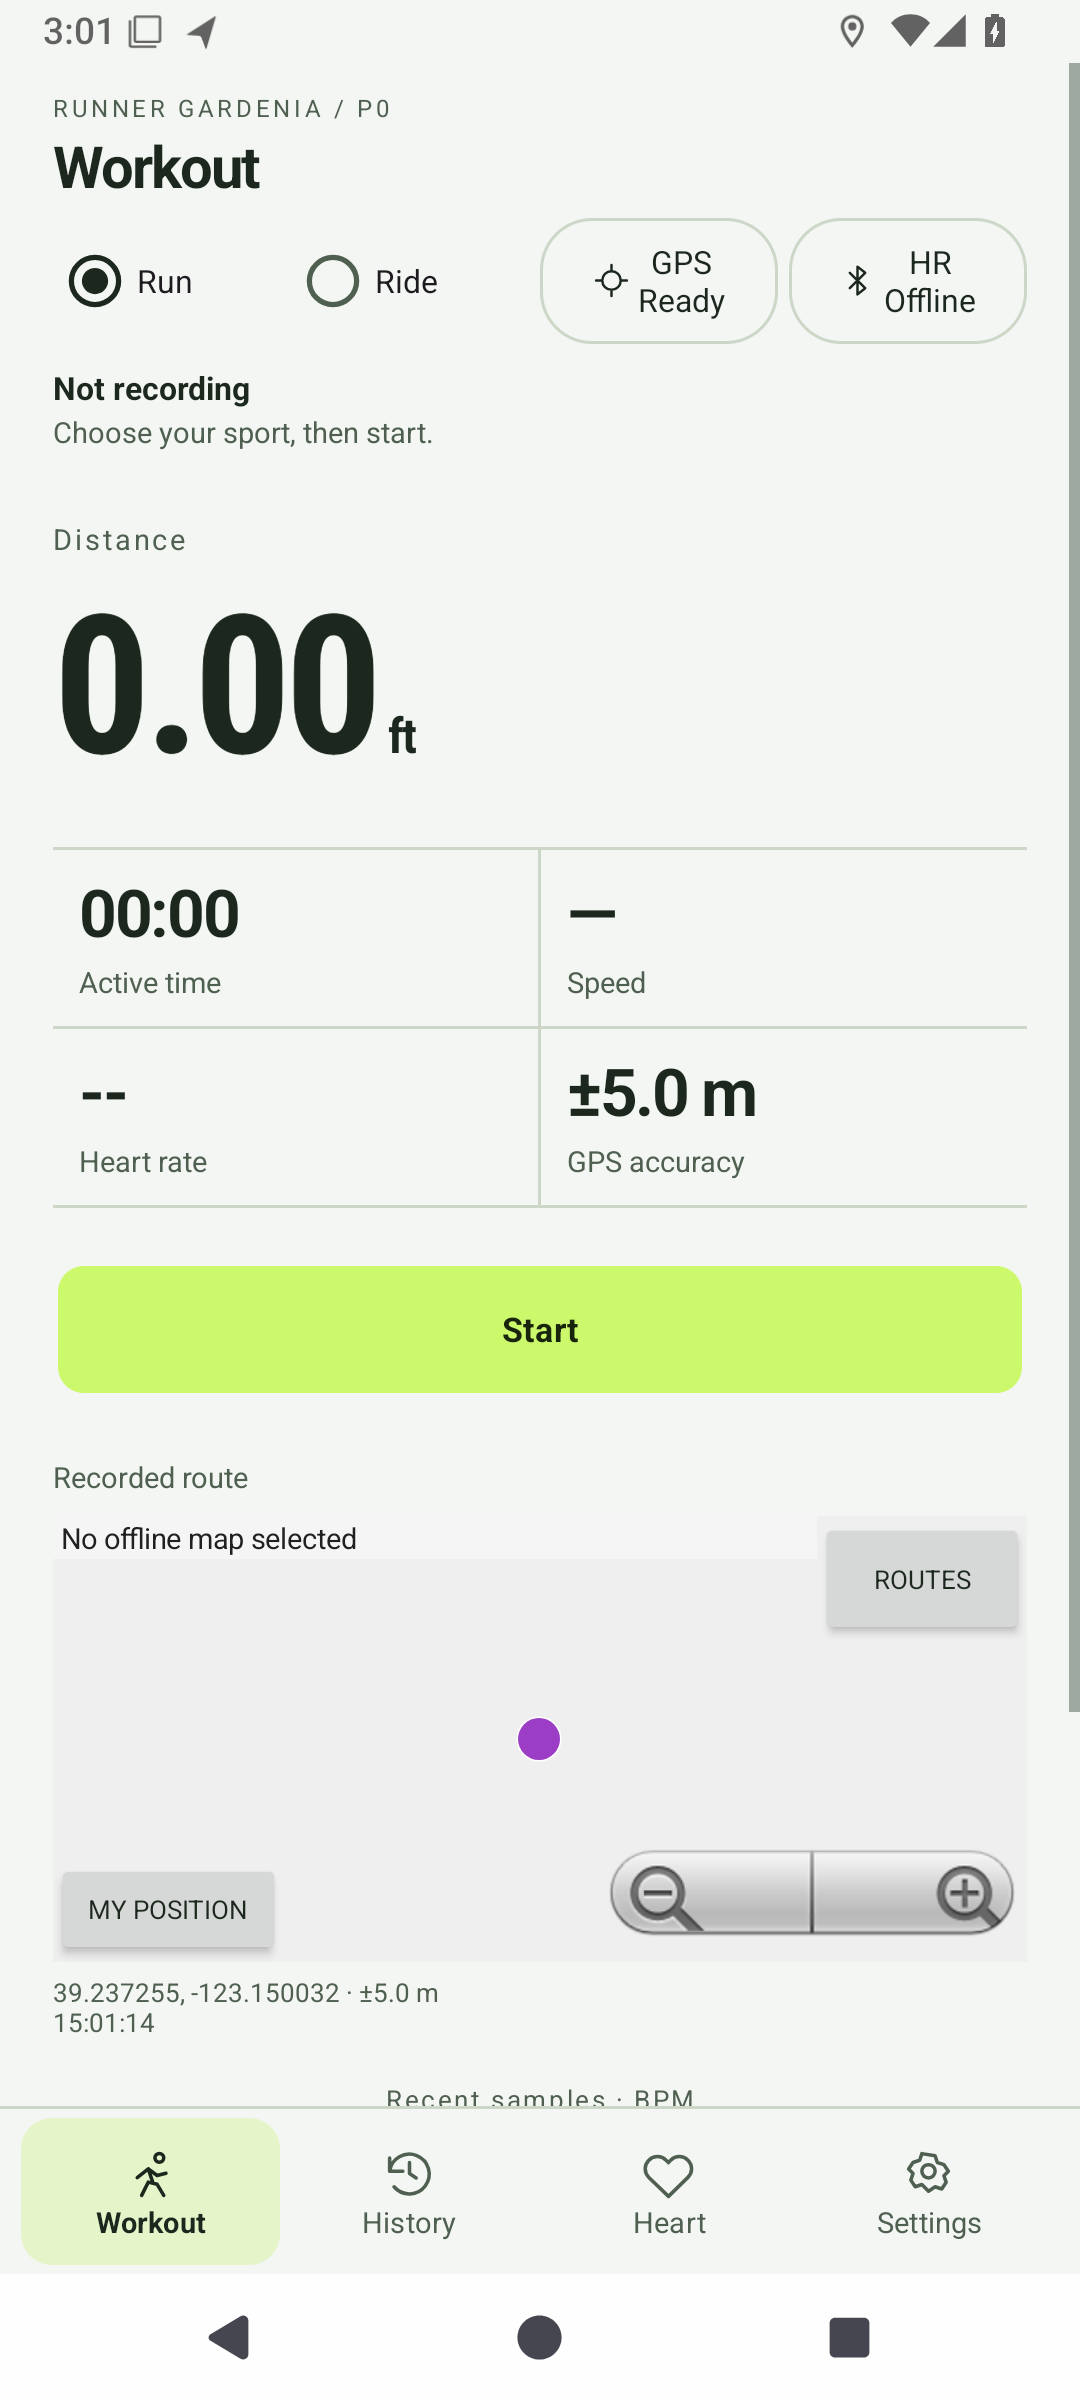 3:01
RUNNER GARDENIA / P0
Workout
Run
Ride
GPS
Ready
HR
Offline
Not recording
Choose your sport, then start.
Distance
0.00 ft
00:00
Active time
—
Speed
--
Heart rate
±5.0 m
GPS accuracy
Start
Recorded route
No offline map selected
ROUTES
MY POSITION
39.237255, -123.150032 · ±5.0 m
15:01:14
Recent samples · BPM
Workout
History
Heart
Settings